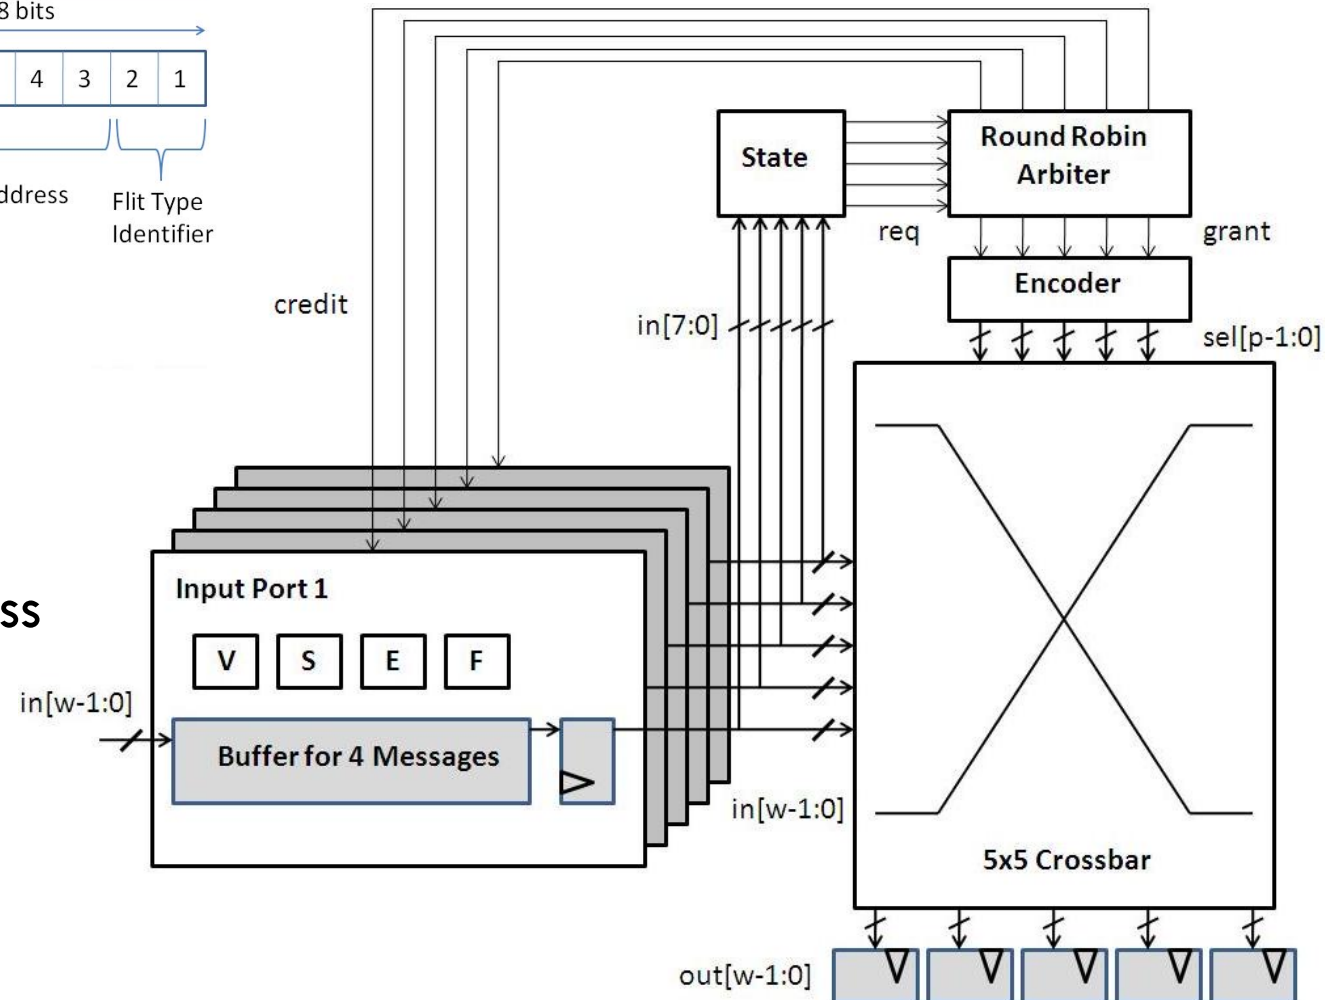 8 bits
4 3 2 1
ddress
Flit Type
Identifier
State
Round Robin
Arbiter
req
grant
Encoder
credit
in[7:0]
sel[p-1:0]
Input Port 1
ss
V S E F
in[w-1:0]
Buffer for 4 Messages
in[w-1:0]
5x5 Crossbar
out[w-1:0]